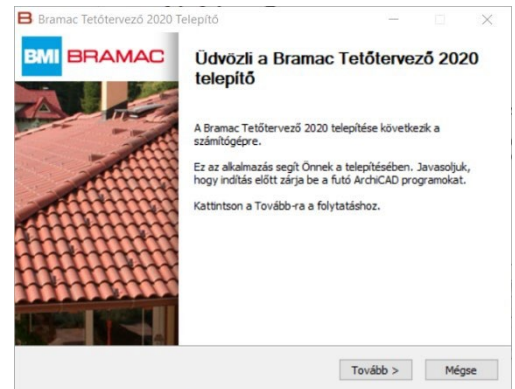 Bramac Tetőtervező 2020 Telepítő
BMI BRAMAC
Üdvözli a Bramac Tetőtervező 2020
telepítő
A Bramac Tetőtervező 2020 telepítése következik a
számítógépre.
Ez az alkalmazás segít Önnek a telepítésében. Javasoljuk,
hogy indítás előtt zárja be a futó ArchiCAD programokat.
Kattintson a Tovább-ra a folytatáshoz.
Tovább >
Mégse